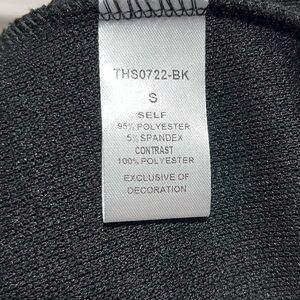 THS0722-BK
S
SELF
95% POLYESTER
5% SPANDEX
CONTRAST
100% POLYESTER
EXCLUSIVE OF
DECORATION